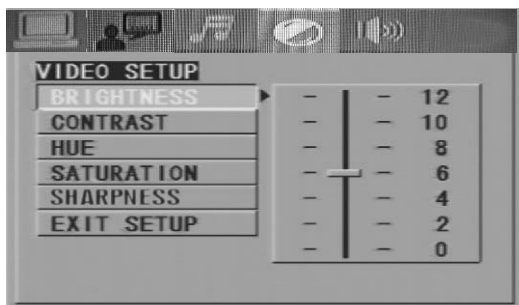 VIDEO SETUP
BRIGHTNESS
CONTRAST
HUE
SATURATION
SHARPNESS
EXIT SETUP
12
10
8
6
4
2
0